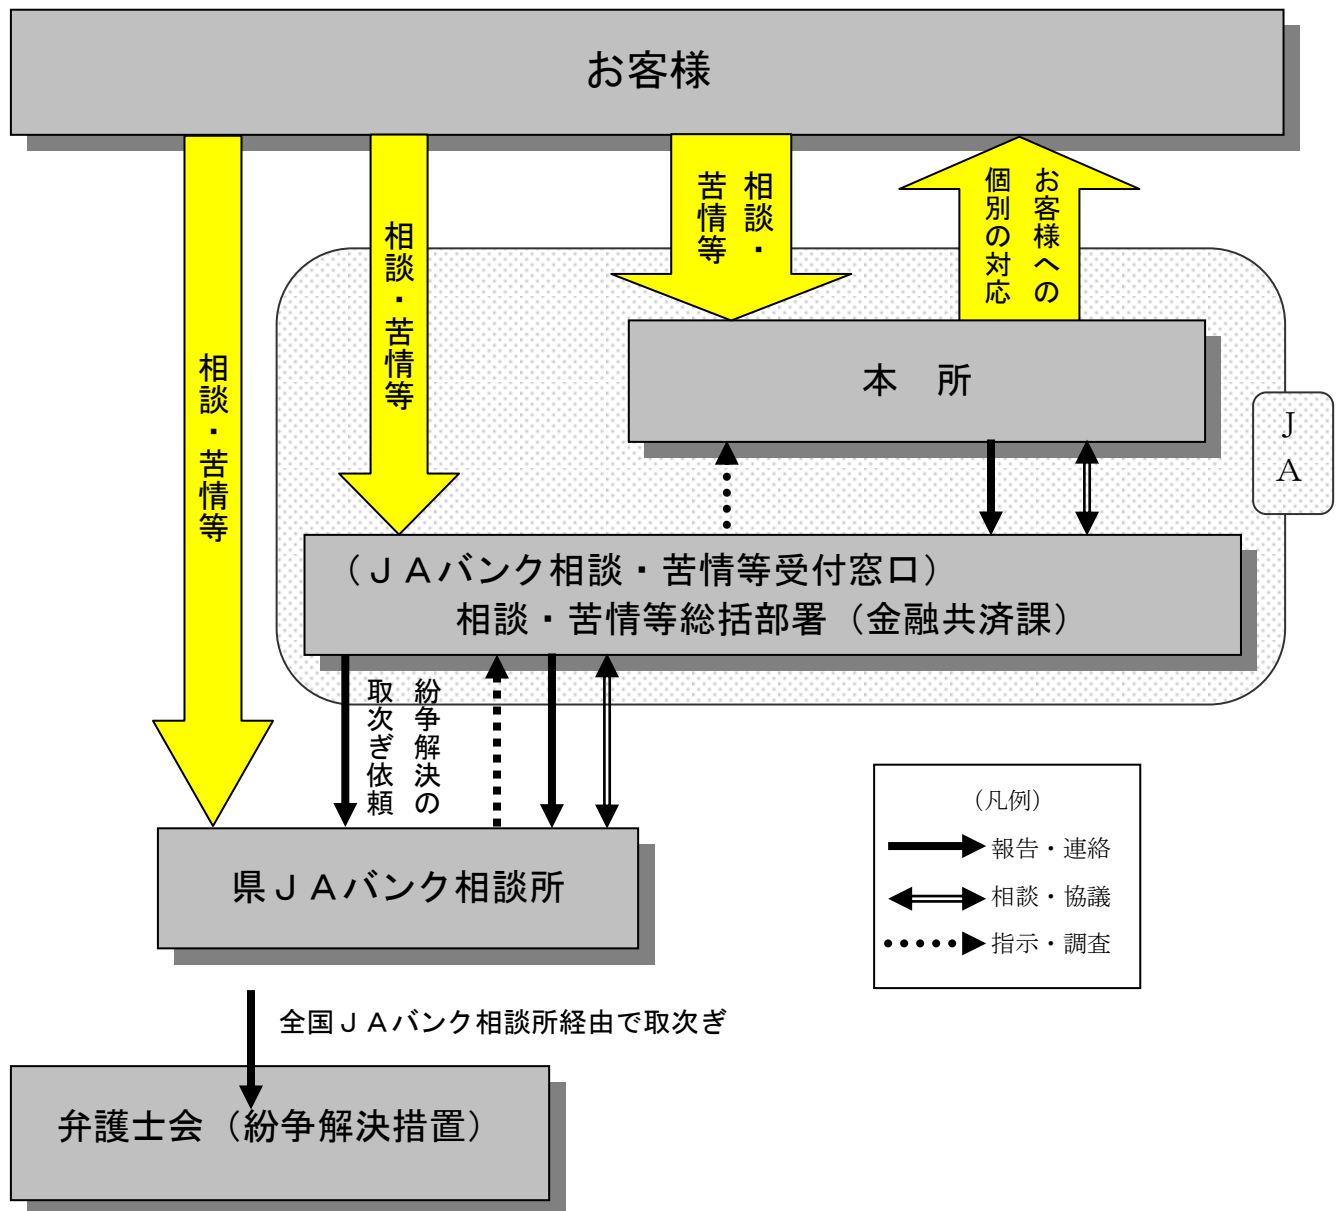 お客様
相談・苦情等
相談・苦情等
相談・
苦情等
お客様への
個別の対応
本　所
J
A
（ＪＡバンク相談・苦情等受付窓口）
相談・苦情等総括部署（金融共済課）
紛争解決の
取次ぎ依頼
県ＪＡバンク相談所
（凡例）
報告・連絡
相談・協議
指示・調査
全国ＪＡバンク相談所経由で取次ぎ
弁護士会（紛争解決措置）